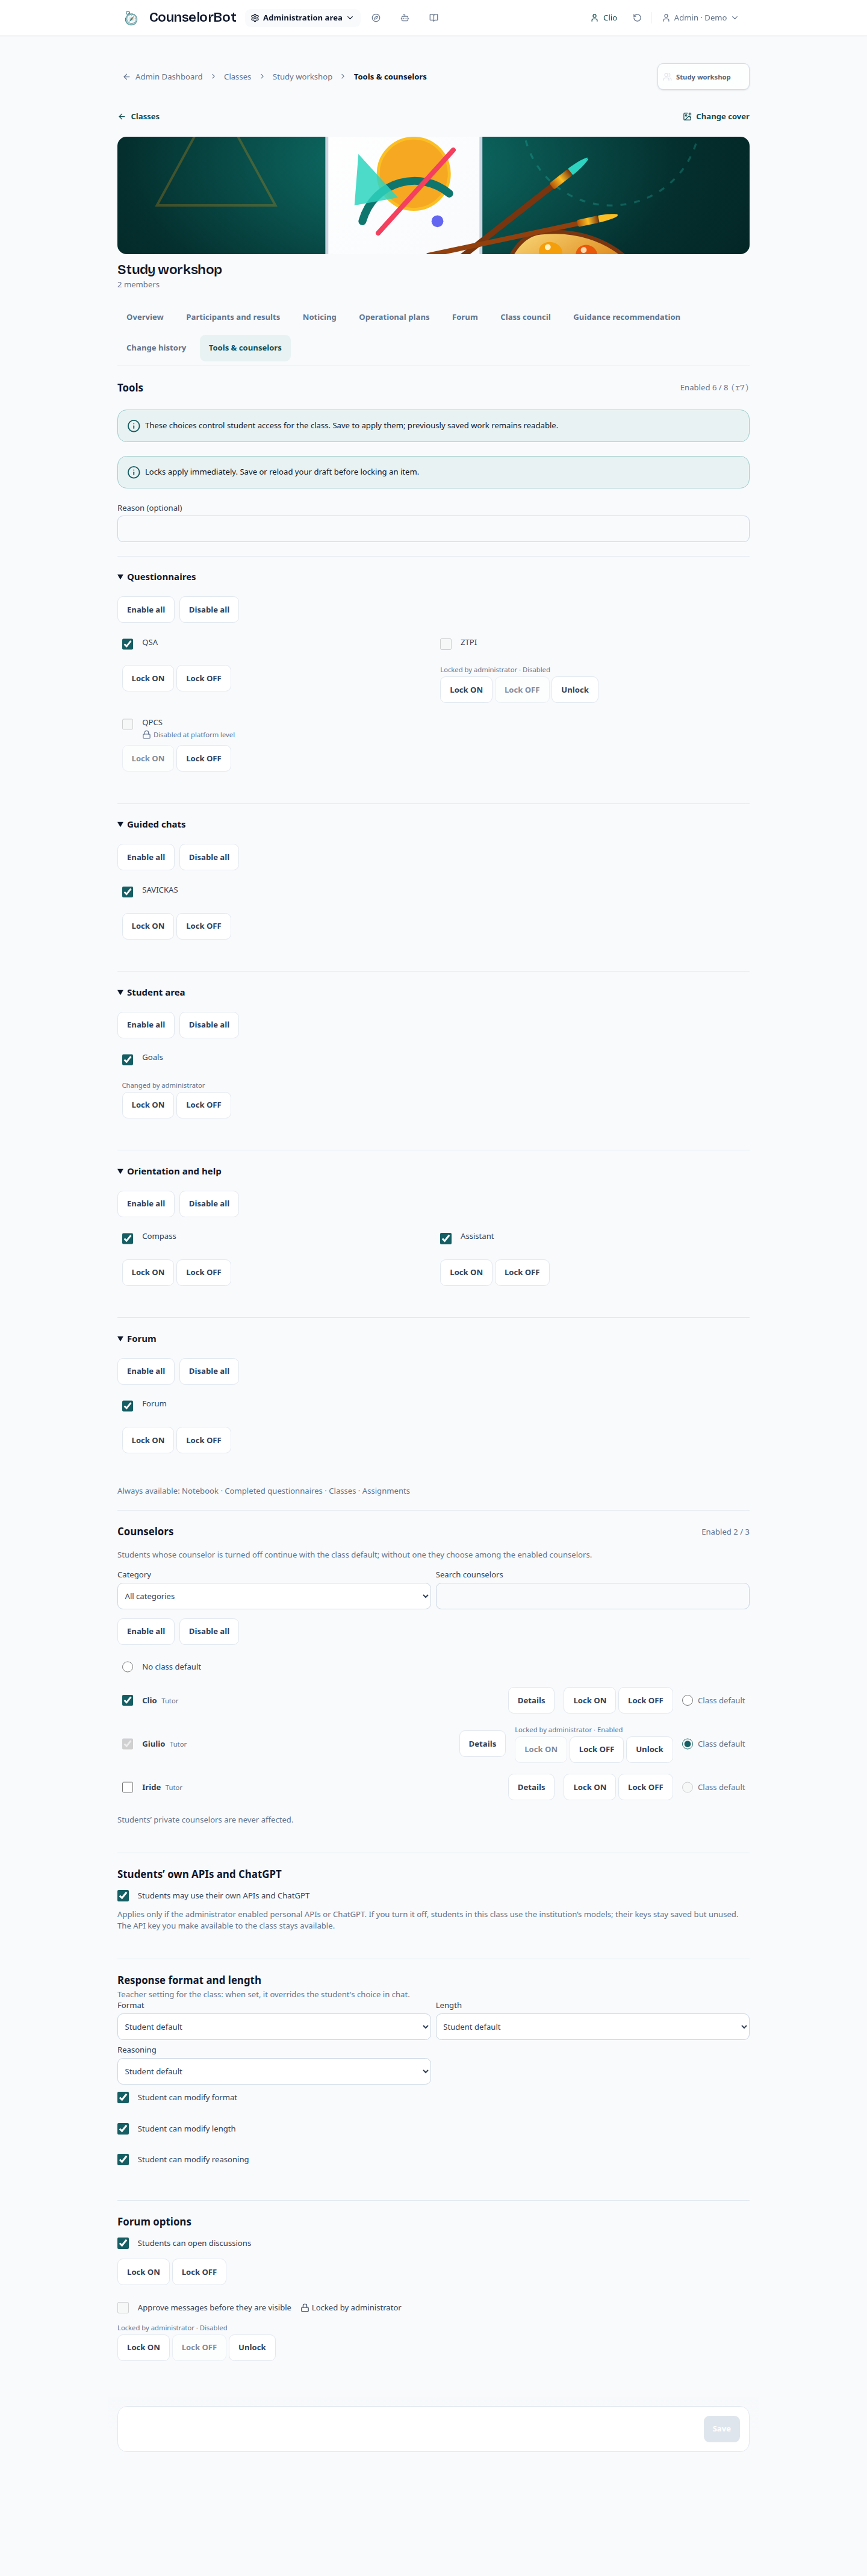 CounselorBot
Administration area
Clio
Admin · Demo
Admin Dashboard
Classes
Study workshop
Tools & counselors
Study workshop
Classes
Change cover
Study workshop
2 members
Overview
Participants and results
Noticing
Operational plans
Forum
Class council
Guidance recommendation
Change history
Tools & counselors
Tools
Enabled 6 / 8 (r7)
These choices control student access for the class. Save to apply them; previously saved work remains readable.
Locks apply immediately. Save or reload your draft before locking an item.
Reason (optional)
Questionnaires
Enable all
Disable all
QSA
ZTPI
Lock ON
Lock OFF
Locked by administrator · Disabled
Lock ON
Lock OFF
Unlock
QPCS
Disabled at platform level
Lock ON
Lock OFF
Guided chats
Enable all
Disable all
SAVICKAS
Lock ON
Lock OFF
Student area
Enable all
Disable all
Goals
Changed by administrator
Lock ON
Lock OFF
Orientation and help
Enable all
Disable all
Compass
Assistant
Lock ON
Lock OFF
Lock ON
Lock OFF
Forum
Enable all
Disable all
Forum
Lock ON
Lock OFF
Always available: Notebook · Completed questionnaires · Classes · Assignments
Counselors
Enabled 2 / 3
Students whose counselor is turned off continue with the class default; without one they choose among the enabled counselors.
Category
Search counselors
All categories
Enable all
Disable all
No class default
Clio Tutor
Details
Lock ON
Lock OFF
Class default
Giulio Tutor
Details
Locked by administrator · Enabled
Lock ON
Lock OFF
Unlock
Class default
Iride Tutor
Details
Lock ON
Lock OFF
Class default
Students’ private counselors are never affected.
Students’ own APIs and ChatGPT
Students may use their own APIs and ChatGPT
Applies only if the administrator enabled personal APIs or ChatGPT. If you turn it off, students in this class use the institution’s models; their keys stay saved but unused.
The API key you make available to the class stays available.
Response format and length
Teacher setting for the class: when set, it overrides the student's choice in chat.
Format
Length
Student default
Student default
Reasoning
Student default
Student can modify format
Student can modify length
Student can modify reasoning
Forum options
Students can open discussions
Lock ON
Lock OFF
Approve messages before they are visible
Locked by administrator
Locked by administrator · Disabled
Lock ON
Lock OFF
Unlock
Save